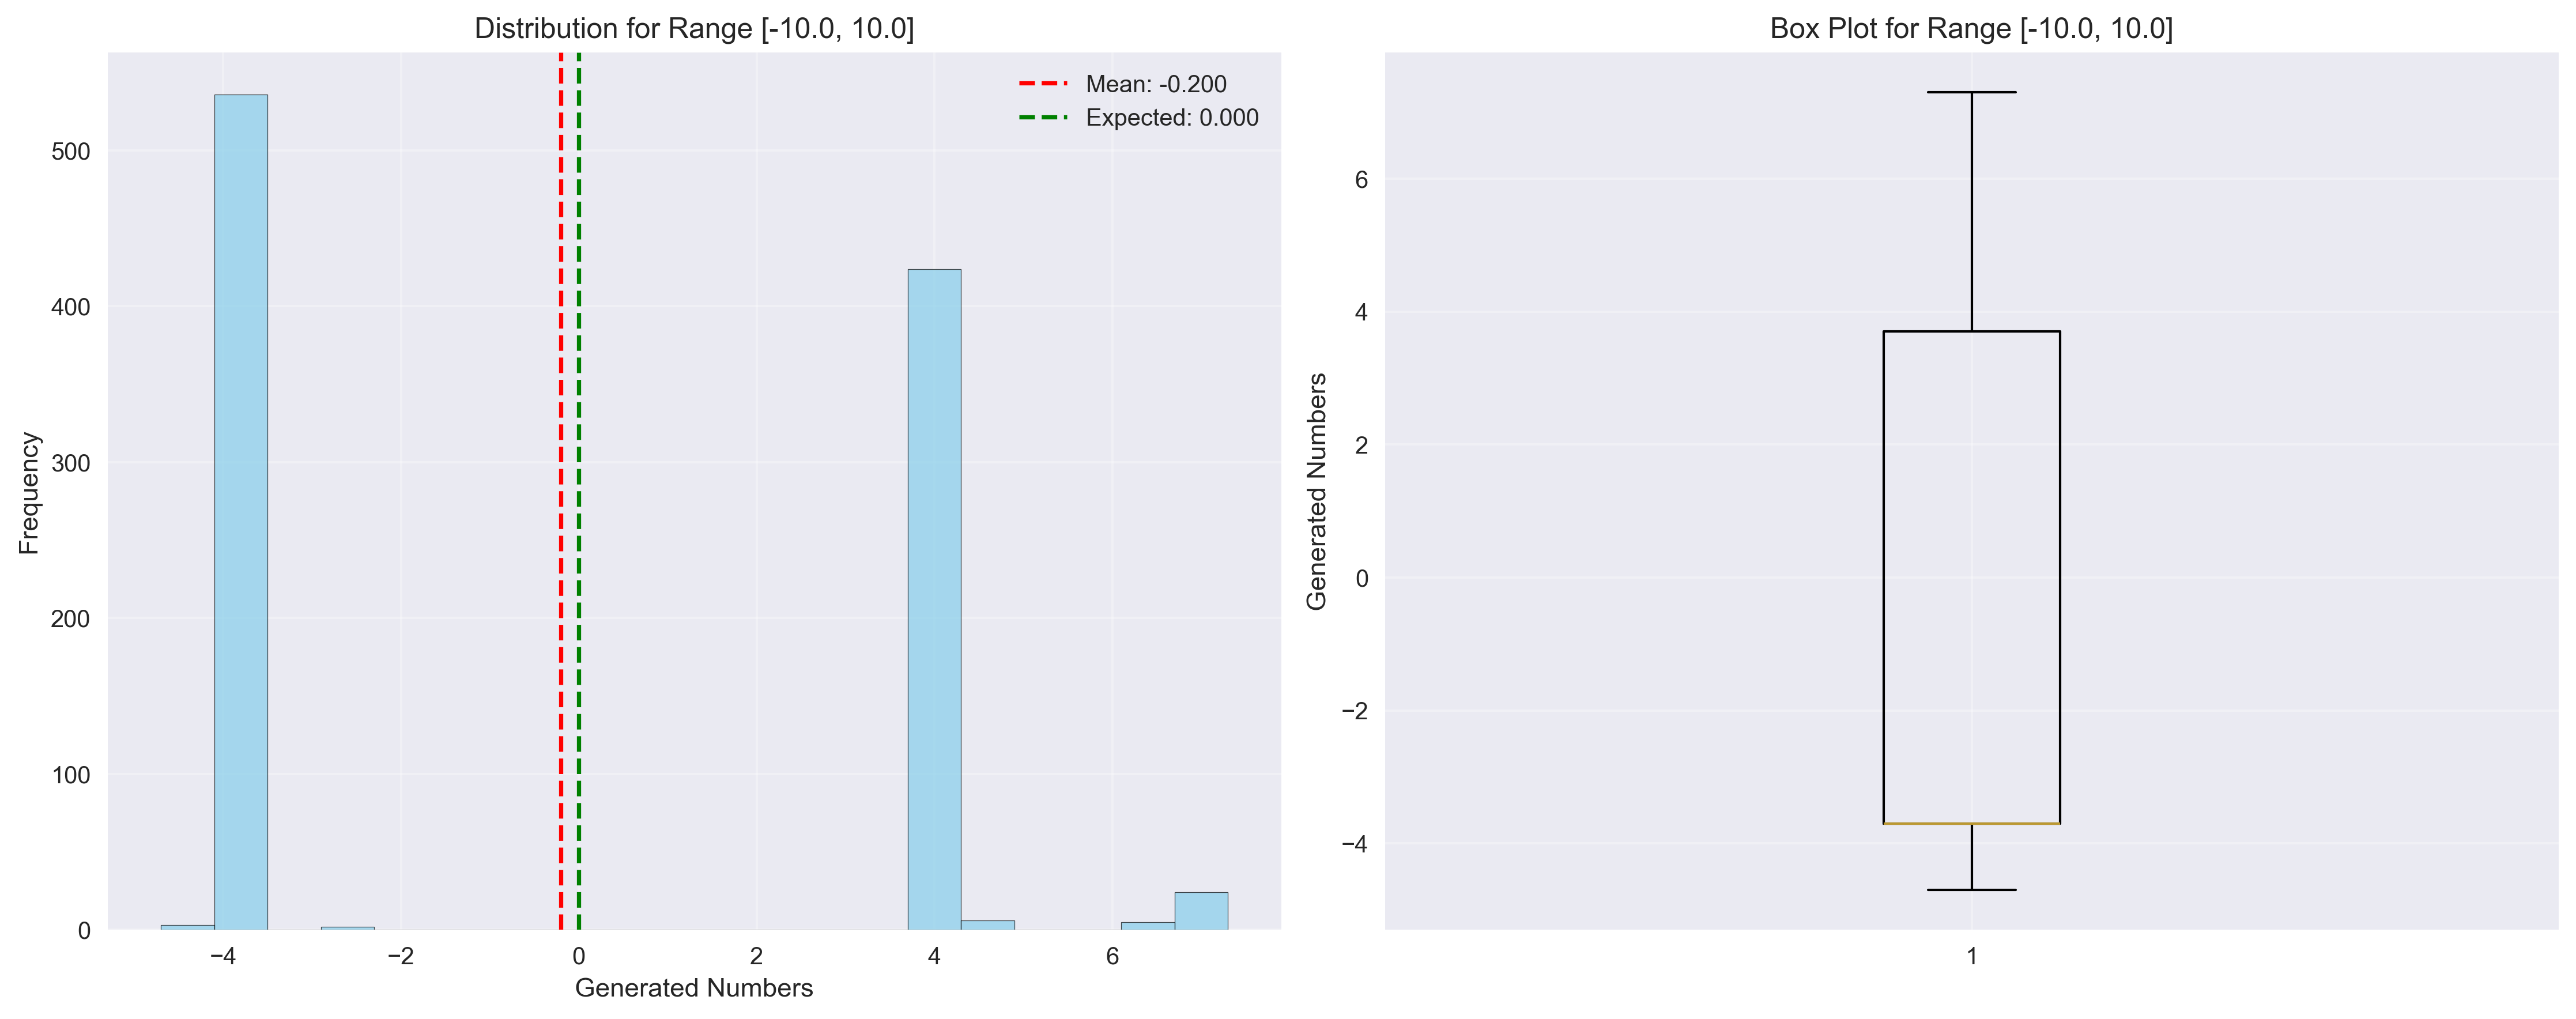 Distribution for Range [-10.0, 10.0]
Mean: -0.200
Expected: 0.000
Frequency
500
400
300
200
100
0
−4
−2
0
2
4
6
Generated Numbers
Box Plot for Range [-10.0, 10.0]
Generated Numbers
6
4
2
0
−2
−4
1